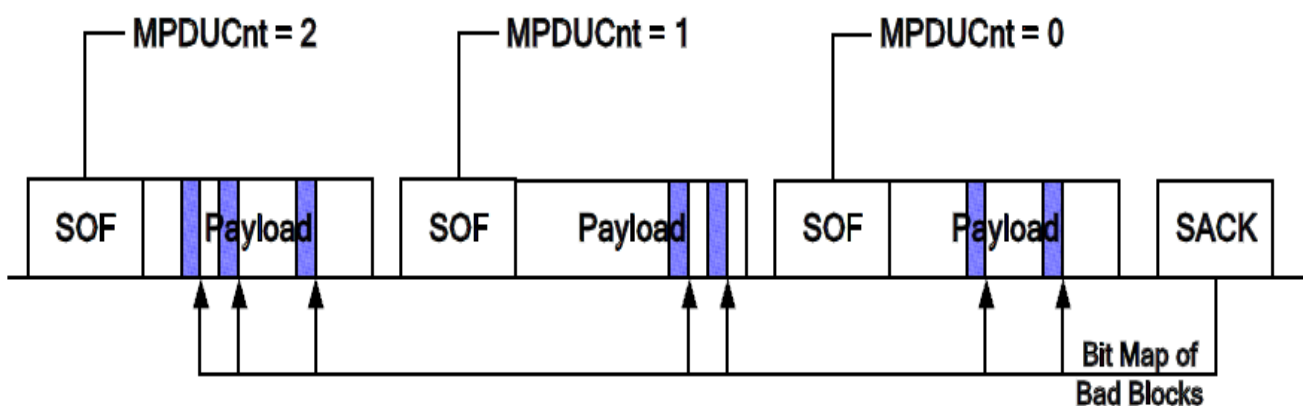 MPDUCnt = 2
MPDUCnt = 1
MPDUCnt = 0
SOF
Payload
SOF
Payload
SOF
Payload
SACK
Bit Map of
Bad Blocks